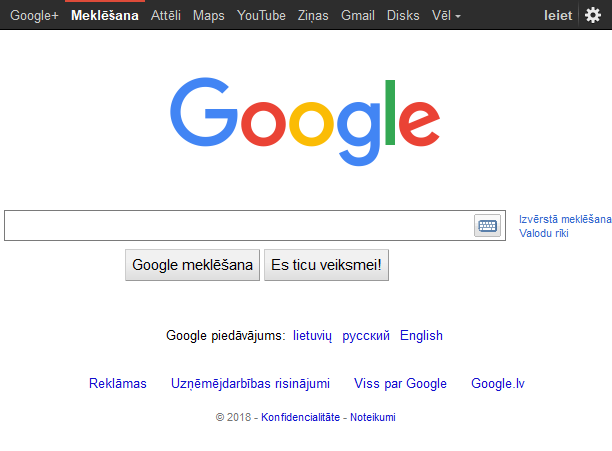 Google+ Meklēšana Attēli Maps YouTube Ziņas Gmail Disks Vēl Ieiet
Google
Izvērstā meklēšana
Valodu rīki
Google meklēšana Es ticu veiksmei!
Google piedāvājums: lietuvių русский English
Reklāmas Uzņēmējdarbības risinājumi Viss par Google Google.lv
© 2018 - Konfidencialitāte - Noteikumi